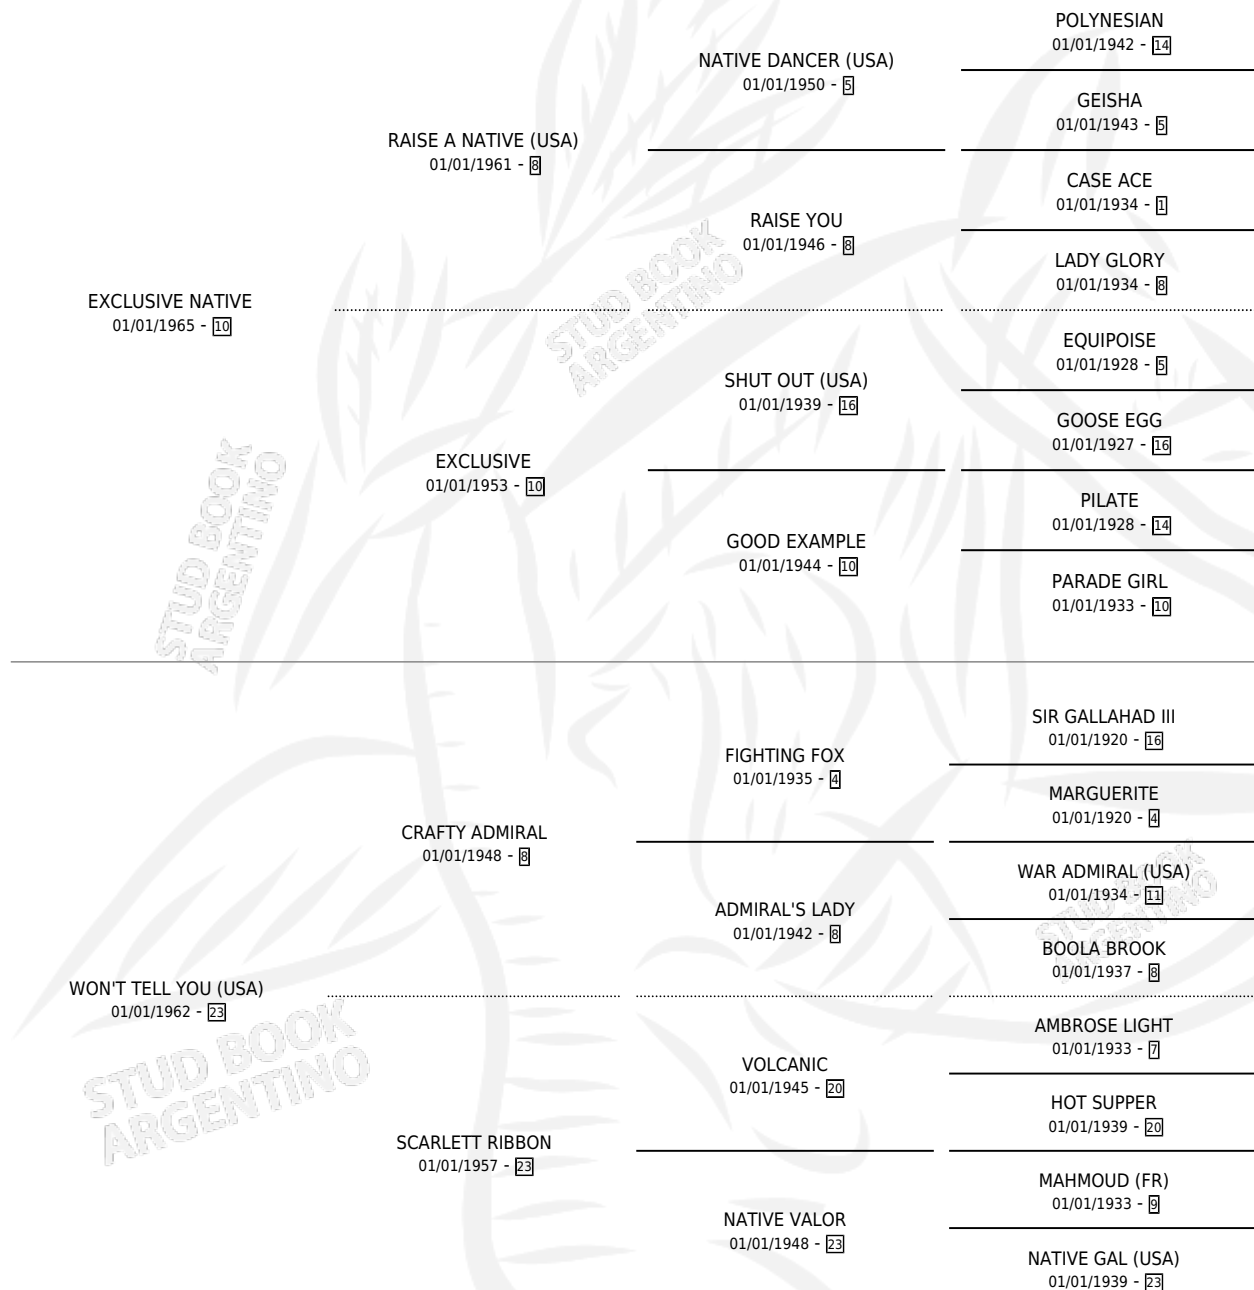 POLYNESIAN
01/01/1942 - 14
NATIVE DANCER (USA)
01/01/1950 - 5
GEISHA
01/01/1943 - 5
RAISE A NATIVE (USA)
01/01/1961 - 8
CASE ACE
01/01/1934 - 1
RAISE YOU
01/01/1946 - 8
LADY GLORY
01/01/1934 - 8
EXCLUSIVE NATIVE
01/01/1965 - 10
EQUIPOISE
01/01/1928 - 5
SHUT OUT (USA)
01/01/1939 - 16
GOOSE EGG
01/01/1927 - 16
EXCLUSIVE
01/01/1953 - 10
PILATE
01/01/1928 - 14
GOOD EXAMPLE
01/01/1944 - 10
PARADE GIRL
01/01/1933 - 10
SIR GALLAHAD III
01/01/1920 - 16
FIGHTING FOX
01/01/1935 - 4
MARGUERITE
01/01/1920 - 4
CRAFTY ADMIRAL
01/01/1948 - 8
WAR ADMIRAL (USA)
01/01/1934 - 11
ADMIRAL'S LADY
01/01/1942 - 8
BOOLA BROOK
01/01/1937 - 8
WON'T TELL YOU (USA)
01/01/1962 - 23
AMBROSE LIGHT
01/01/1933 - 7
VOLCANIC
01/01/1945 - 20
HOT SUPPER
01/01/1939 - 20
SCARLETT RIBBON
01/01/1957 - 23
MAHMOUD (FR)
01/01/1933 - 9
NATIVE VALOR
01/01/1948 - 23
NATIVE GAL (USA)
01/01/1939 - 23
STUD BOOK
ARGENTINO
STUD BOOK
ARGENTINO
STUD BOOK
ARGENTINO
STUD BOOK
ARGENTINO